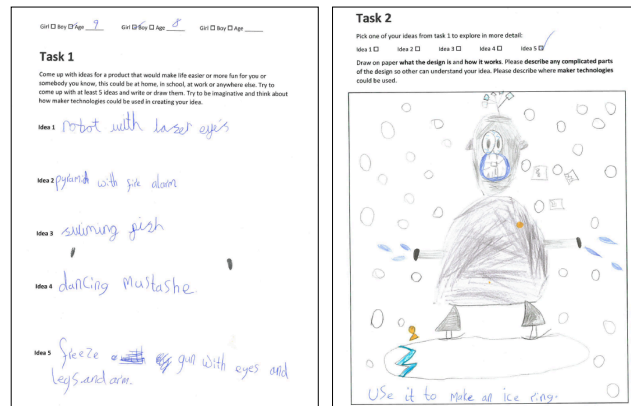 Girl ☐ Boy ☑ Age 9 Girl ☑ Boy ☐ Age 8 Girl ☐ Boy ☐ Age
Task 1
Come up with ideas for a product that would make life easier or more fun for you or
somebody you know, this could be at home, in school, at work or anywhere else. Try to
come up with at least 5 ideas and write or draw them. Try to be imaginative and think about
how maker technologies could be used in creating your idea.
Idea 1 robot with laser eye's
Idea 2 pyramid with fire alarm
Idea 3 swiming fish
Idea 4 dancing mustashe
Idea 5 freeze gun with eyes and
legs and arm.
Task 2
Pick one of your ideas from task 1 to explore in more detail:
Idea 1 ☐ Idea 2 ☐ Idea 3 ☐ Idea 4 ☐ Idea 5 ☑
Draw on paper what the design is and how it works. Please describe any complicated parts
of the design so other can understand your idea. Please describe where maker technologies
could be used.
Use it to make an ice ring.